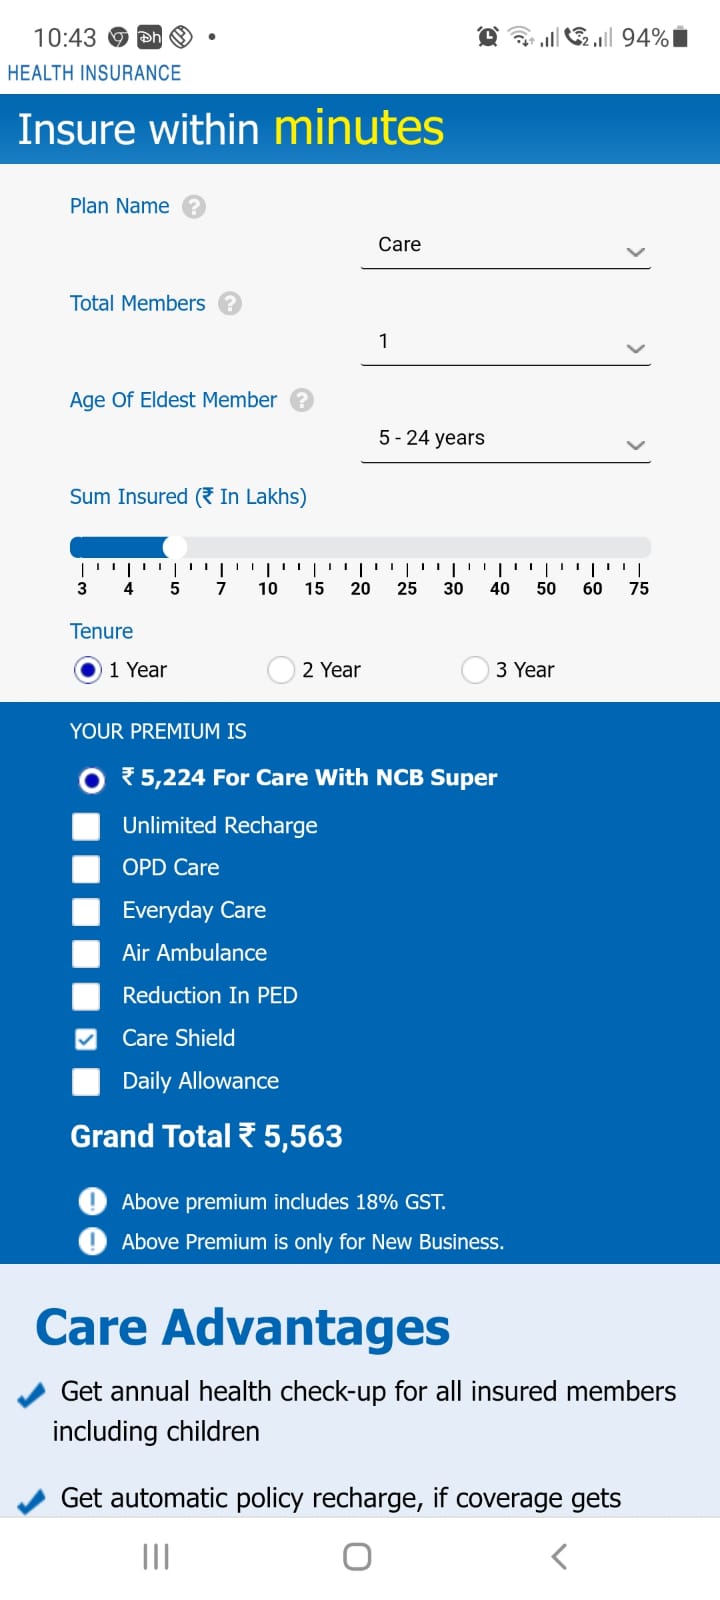 10:43
94%
HEALTH INSURANCE
Insure within minutes
Plan Name ?
Care
Total Members ?
1
Age Of Eldest Member ?
5 - 24 years
Sum Insured (₹ In Lakhs)
3 4 5 7 10 15 20 25 30 40 50 60 75
Tenure
1 Year 2 Year 3 Year
YOUR PREMIUM IS
₹ 5,224 For Care With NCB Super
Unlimited Recharge
OPD Care
Everyday Care
Air Ambulance
Reduction In PED
Care Shield
Daily Allowance
Grand Total ₹ 5,563
! Above premium includes 18% GST.
! Above Premium is only for New Business.
Care Advantages
Get annual health check-up for all insured members
including children
Get automatic policy recharge, if coverage gets